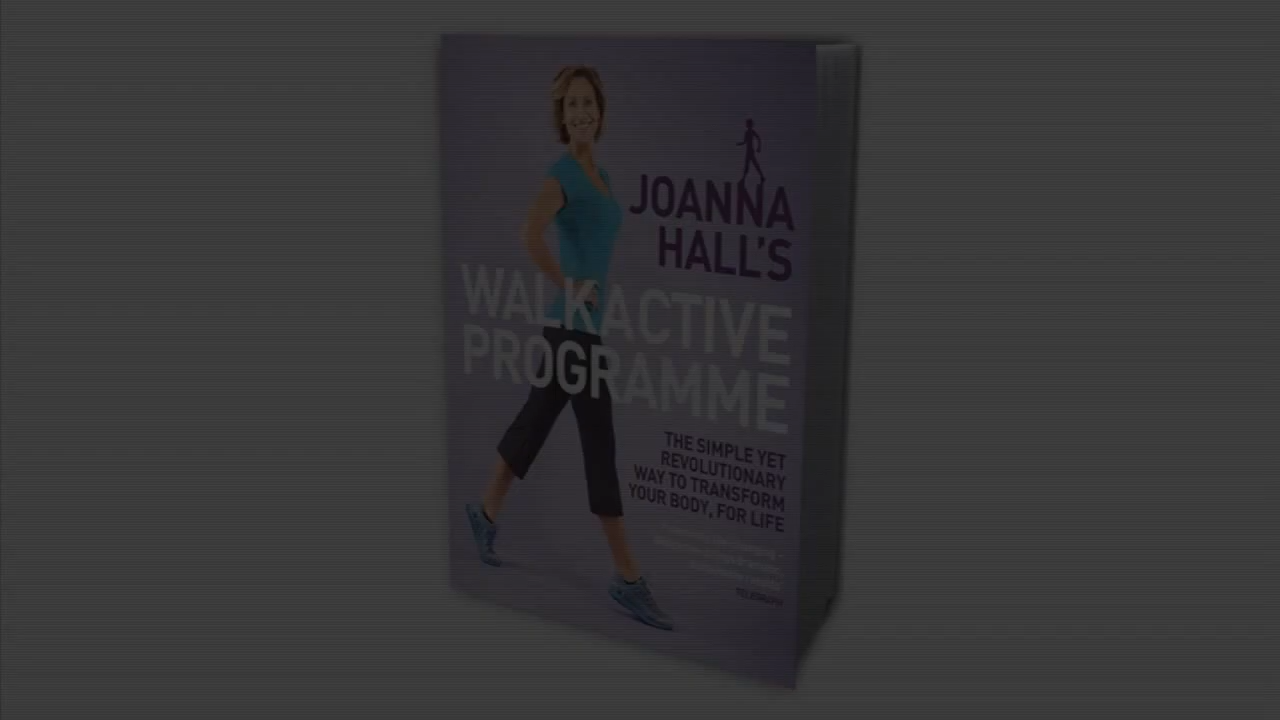 JOANNA
HALL'S
WALKACTIVE
PROGRAMME
THE SIMPLE YET
REVOLUTIONARY
WAY TO TRANSFORM
YOUR BODY, FOR LIFE
TELEGRAPH